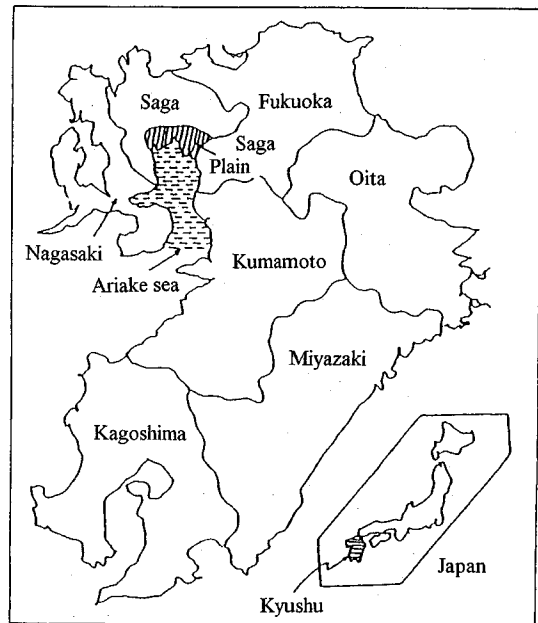 Saga
Fukuoka
Saga
Plain
Oita
Nagasaki
Ariake sea
Kumamoto
Miyazaki
Kagoshima
Japan
Kyushu